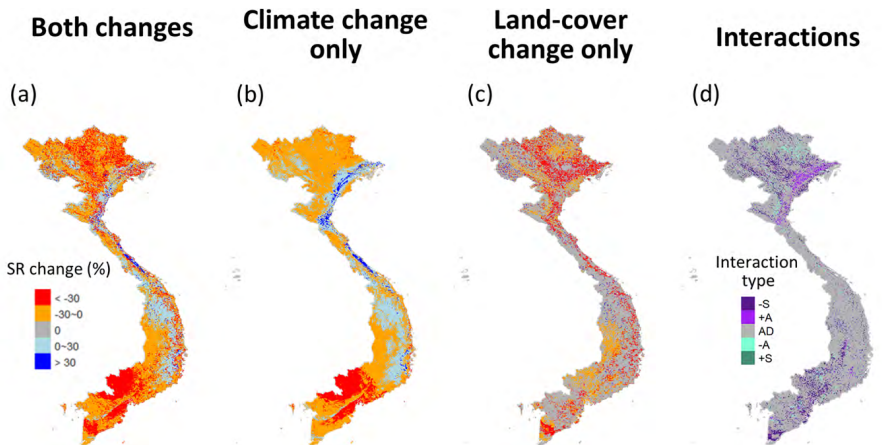 Both changes
Climate change
only
Land-cover
change only
Interactions
(a)
(b)
(c)
(d)
SR change (%)
< -30
-30~0
0
0~30
> 30
Interaction
type
-S
+A
AD
-A
+S